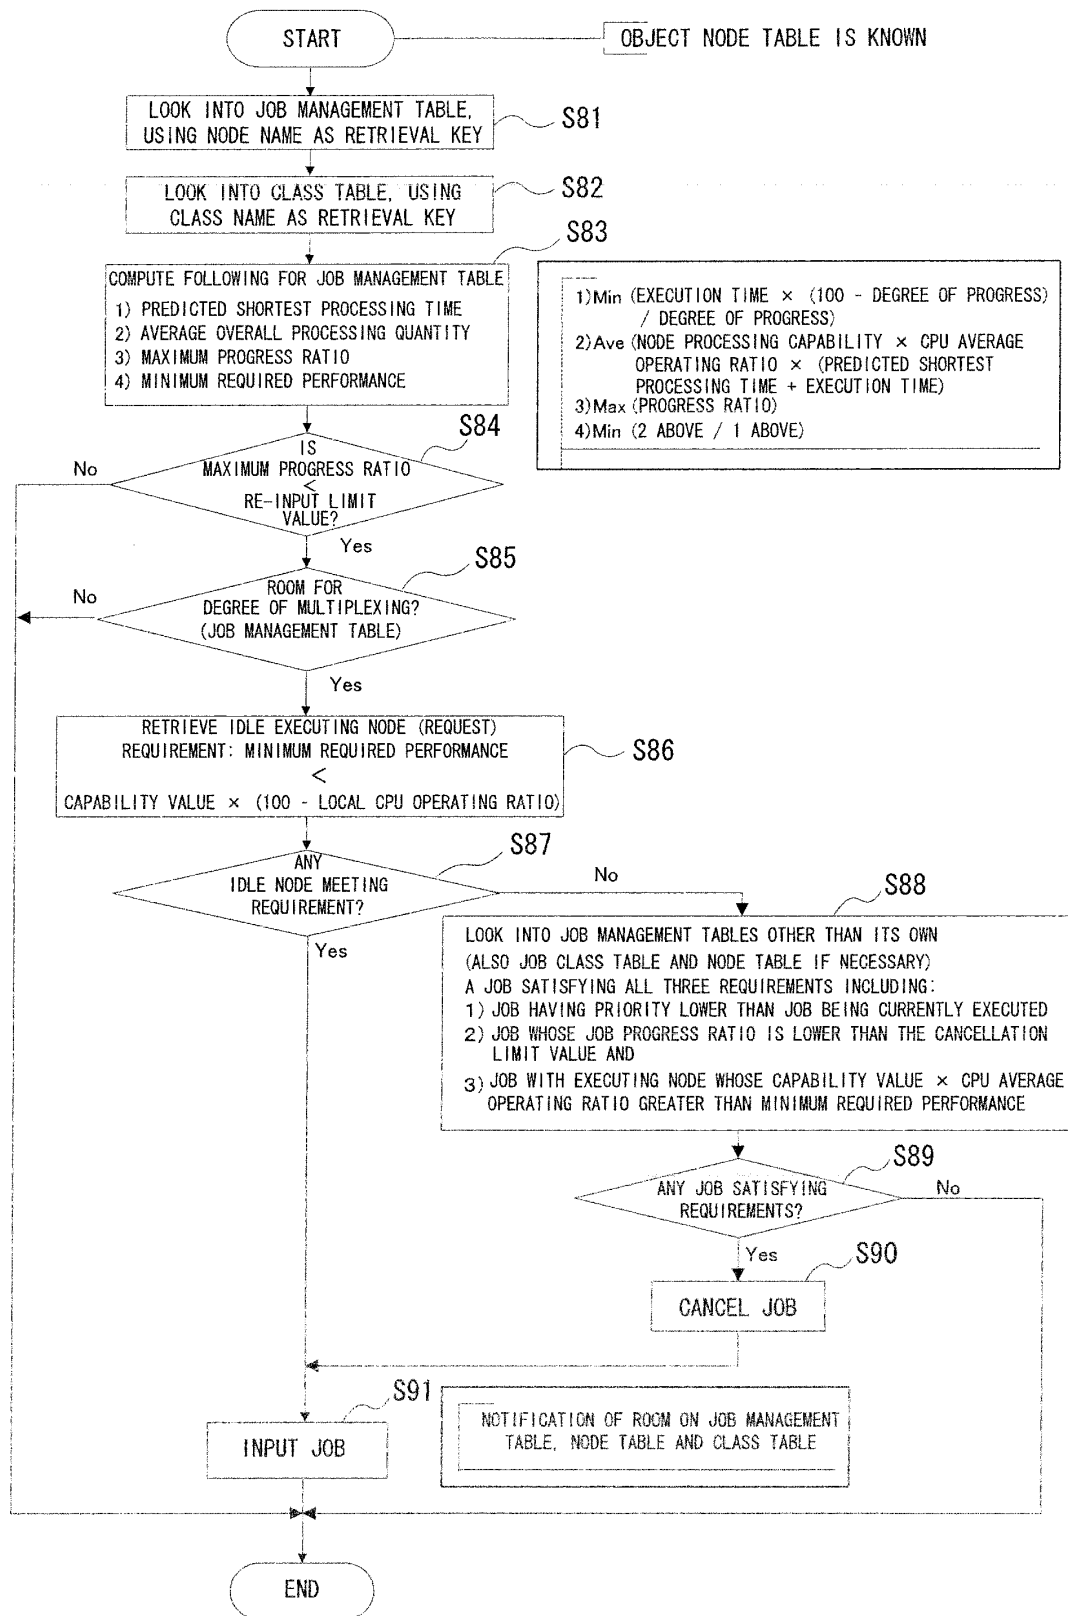 START
OBJECT NODE TABLE IS KNOWN
LOOK INTO JOB MANAGEMENT TABLE,
USING NODE NAME AS RETRIEVAL KEY
S81
LOOK INTO CLASS TABLE, USING
CLASS NAME AS RETRIEVAL KEY
S82
S83
COMPUTE FOLLOWING FOR JOB MANAGEMENT TABLE
1) PREDICTED SHORTEST PROCESSING TIME
2) AVERAGE OVERALL PROCESSING QUANTITY
3) MAXIMUM PROGRESS RATIO
4) MINIMUM REQUIRED PERFORMANCE
1)Min (EXECUTION TIME × (100 - DEGREE OF PROGRESS)
/ DEGREE OF PROGRESS)
2)Ave (NODE PROCESSING CAPABILITY × CPU AVERAGE
OPERATING RATIO × (PREDICTED SHORTEST
PROCESSING TIME + EXECUTION TIME)
3)Max (PROGRESS RATIO)
4)Min (2 ABOVE / 1 ABOVE)
S84
IS
MAXIMUM PROGRESS RATIO
<
RE-INPUT LIMIT
VALUE?
No
Yes
S85
ROOM FOR
DEGREE OF MULTIPLEXING?
(JOB MANAGEMENT TABLE)
No
Yes
RETRIEVE IDLE EXECUTING NODE (REQUEST)
REQUIREMENT: MINIMUM REQUIRED PERFORMANCE
<
CAPABILITY VALUE × (100 - LOCAL CPU OPERATING RATIO)
S86
S87
ANY
IDLE NODE MEETING
REQUIREMENT?
No
Yes
S88
LOOK INTO JOB MANAGEMENT TABLES OTHER THAN ITS OWN
(ALSO JOB CLASS TABLE AND NODE TABLE IF NECESSARY)
A JOB SATISFYING ALL THREE REQUIREMENTS INCLUDING:
1) JOB HAVING PRIORITY LOWER THAN JOB BEING CURRENTLY EXECUTED
2) JOB WHOSE JOB PROGRESS RATIO IS LOWER THAN THE CANCELLATION
LIMIT VALUE AND
3) JOB WITH EXECUTING NODE WHOSE CAPABILITY VALUE × CPU AVERAGE
OPERATING RATIO GREATER THAN MINIMUM REQUIRED PERFORMANCE
S89
ANY JOB SATISFYING
REQUIREMENTS?
No
Yes
S90
CANCEL JOB
S91
INPUT JOB
NOTIFICATION OF ROOM ON JOB MANAGEMENT
TABLE, NODE TABLE AND CLASS TABLE
END